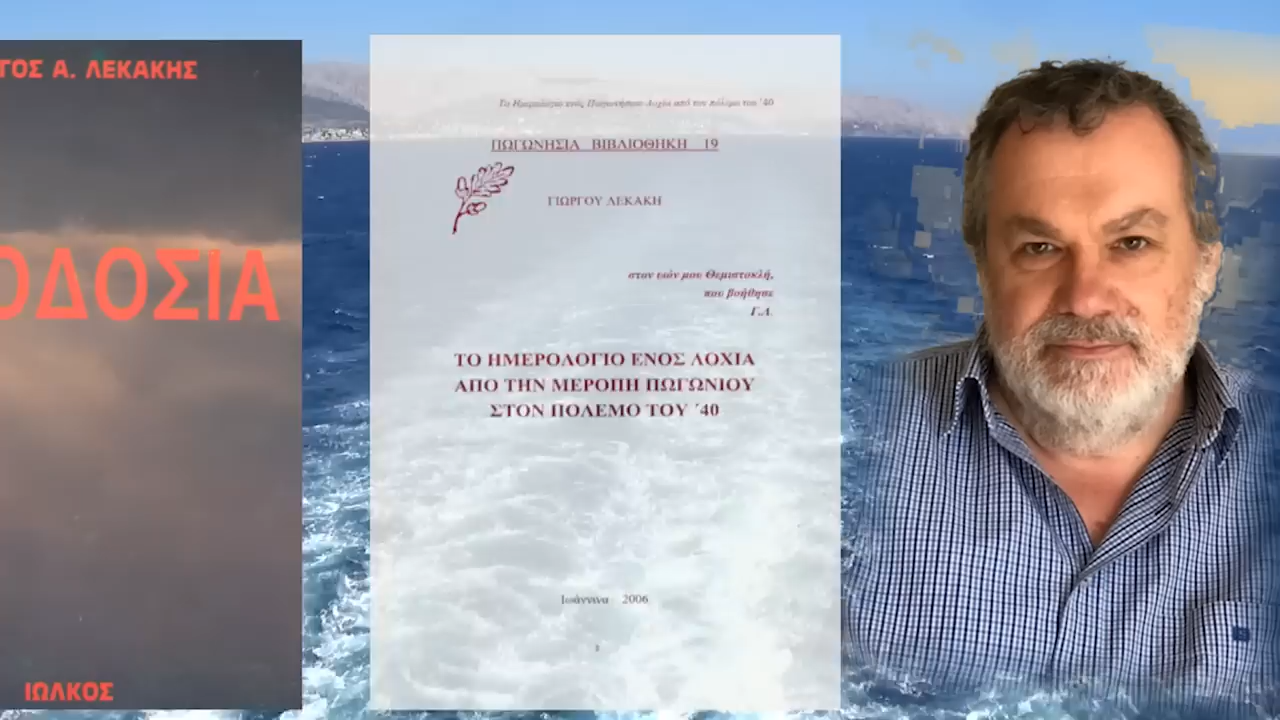 ΓΟΣ Α. ΛΕΚΑΚΗΣ
ΟΔΟΣΙΑ
ΙΩΛΚΟΣ
Το Ημερολόγιο ενός Πωγωνήσιου Λοχία από τον πόλεμο του '40
ΠΩΓΩΝΗΣΙΑ ΒΙΒΛΙΟΘΗΚΗ 19
ΓΙΩΡΓΟΥ ΛΕΚΑΚΗ
στον υιόν μου Θεμιστοκλή,
που βοήθησε
Γ.Λ.
ΤΟ ΗΜΕΡΟΛΟΓΙΟ ΕΝΟΣ ΛΟΧΙΑ
ΑΠΟ ΤΗΝ ΜΕΡΟΠΗ ΠΩΓΩΝΙΟΥ
ΣΤΟΝ ΠΟΛΕΜΟ ΤΟΥ ΄40
Ιωάννινα 2006